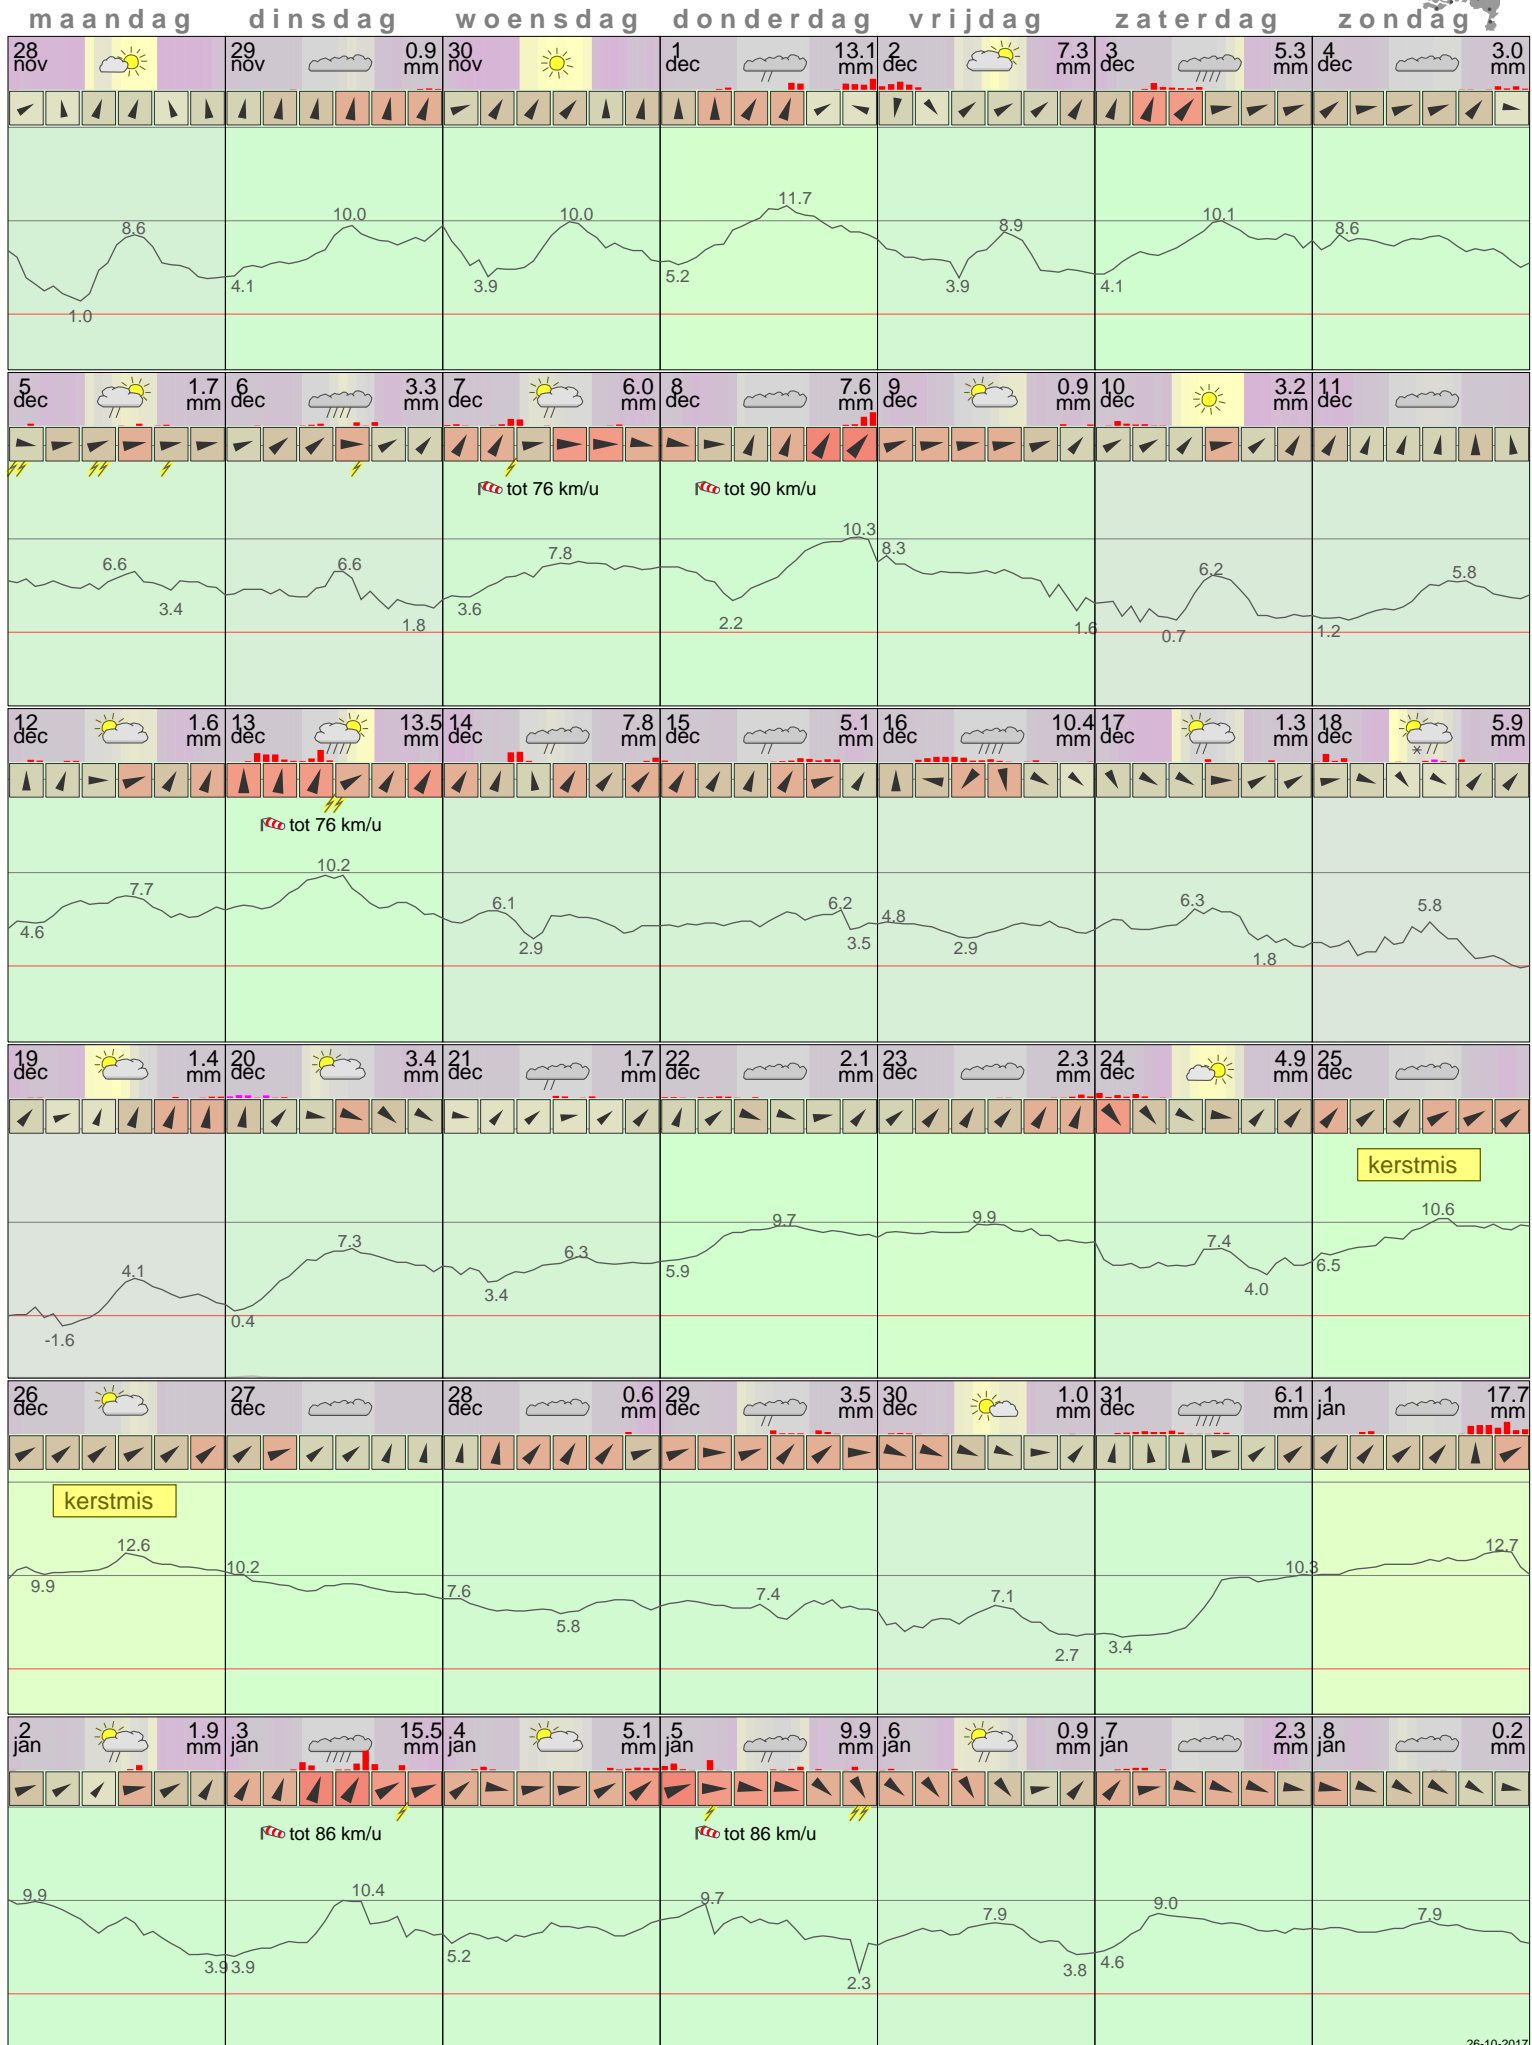 maandag dinsdag woensdag donderdag vrijdag zaterdag zondag
28 29 0.9 30 1 13.1 2 7.3 3 5.3 4 3.0
nov nov mm nov dec mm dec mm dec mm dec mm
8.6 10.0 10.0 11.7 8.9 10.1 8.6
1.0 4.1 3.9 5.2 3.9 4.1
5 1.7 6 3.3 7 6.0 8 7.6 9 0.9 10 3.2 11
dec mm dec mm dec mm dec mm dec mm dec mm dec
tot 76 km/u tot 90 km/u
6.6 6.6 7.8 10.3 8.3 6.2 5.8
3.4 1.8 3.6 2.2 1.6 0.7 1.2
12 1.6 13 13.5 14 7.8 15 5.1 16 10.4 17 1.3 18 5.9
dec mm dec mm dec mm dec mm dec mm dec mm dec mm
tot 76 km/u
7.7 10.2 6.1 6.2 4.8 6.3 5.8
4.6 2.9 3.5 2.9 1.8
19 1.4 20 3.4 21 1.7 22 2.1 23 2.3 24 4.9 25
dec mm dec mm dec mm dec mm dec mm dec mm dec
kerstmis
4.1 7.3 6.3 9.7 9.9 7.4 10.6
-1.6 0.4 3.4 5.9 4.0 6.5
26 27 28 0.6 29 3.5 30 1.0 31 6.1 1 17.7
dec dec dec mm dec mm dec mm dec mm jan mm
kerstmis
12.6 10.2 7.6 7.4 7.1 10.3 12.7
9.9 5.8 2.7 3.4
2 1.9 3 15.5 4 5.1 5 9.9 6 0.9 7 2.3 8 0.2
jan mm jan mm jan mm jan mm jan mm jan mm jan mm
tot 86 km/u tot 86 km/u
9.9 10.4 9.7 7.9 9.0 7.9
3.9 3.9 5.2 2.3 3.8 4.6
26-10-2017